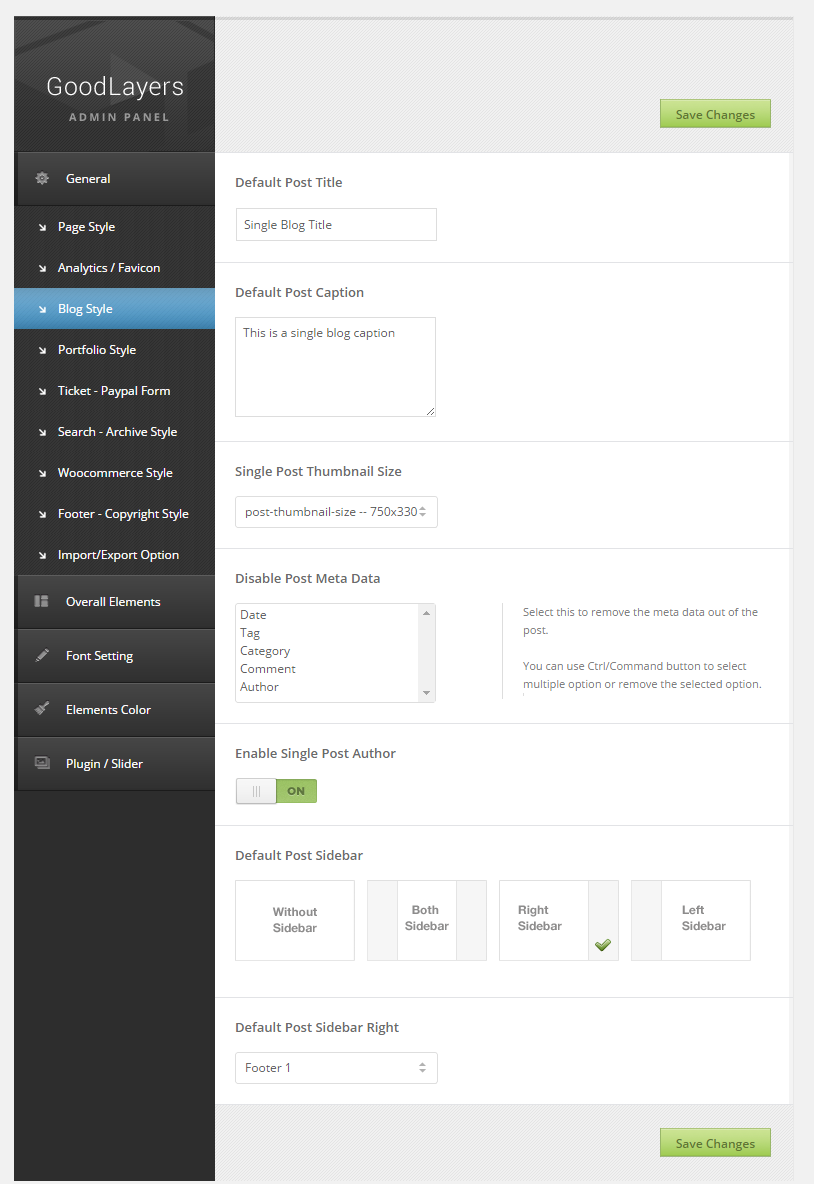 GoodLayers
ADMIN PANEL
General
Page Style
Analytics / Favicon
Blog Style
Portfolio Style
Ticket - Paypal Form
Search - Archive Style
Woocommerce Style
Footer - Copyright Style
Import/Export Option
Overall Elements
Font Setting
Elements Color
Plugin / Slider
Save Changes
Default Post Title
Single Blog Title
Default Post Caption
This is a single blog caption
Single Post Thumbnail Size
post-thumbnail-size -- 750x330
Disable Post Meta Data
Date
Tag
Category
Comment
Author
Select this to remove the meta data out of the
post.
You can use Ctrl/Command button to select
multiple option or remove the selected option.
Enable Single Post Author
ON
Default Post Sidebar
Without
Sidebar
Both
Sidebar
Right
Sidebar
Left
Sidebar
Default Post Sidebar Right
Footer 1
Save Changes